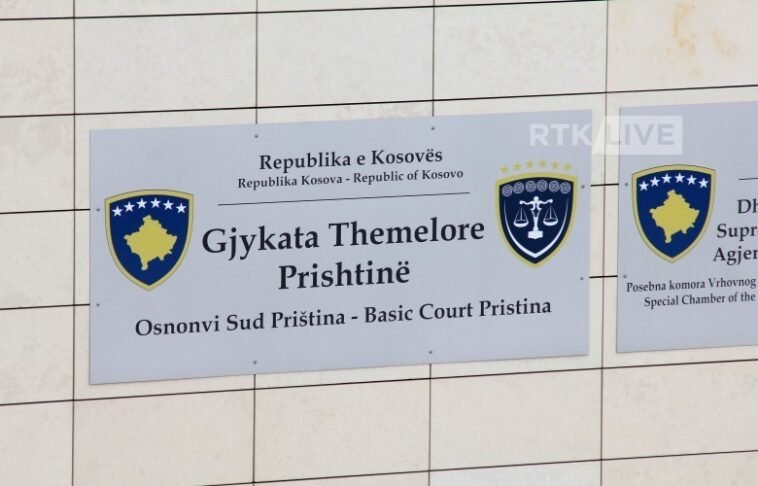 RTK/LIVE
Republika e Kosovës
Republika Kosova - Republic of Kosovo
Gjykata Themelore
Prishtinë
Osnonvi Sud Priština - Basic Court Pristina
Posebna komora Vrhovnog
Special Chamber of the